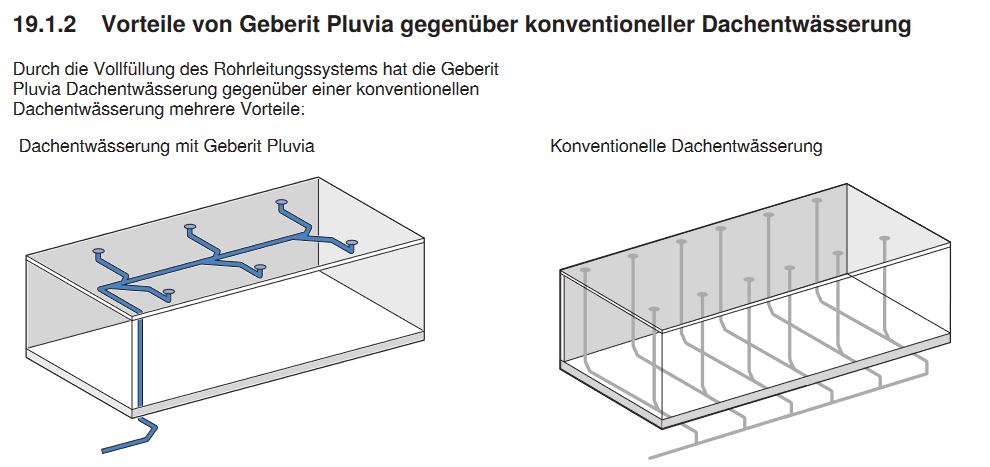 19.1.2 Vorteile von Geberit Pluvia gegenüber konventioneller Dachentwässerung
Durch die Vollfüllung des Rohrleitungssystems hat die Geberit
Pluvia Dachentwässerung gegenüber einer konventionellen
Dachentwässerung mehrere Vorteile:
Dachentwässerung mit Geberit Pluvia
Konventionelle Dachentwässerung